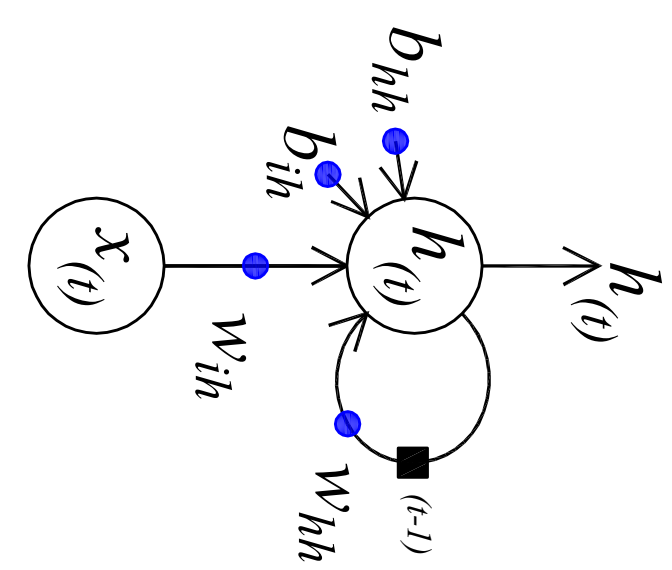 h(t)
h(t)
(t-1)
b_hh
b_ih
w_hh
w_ih
x(t)